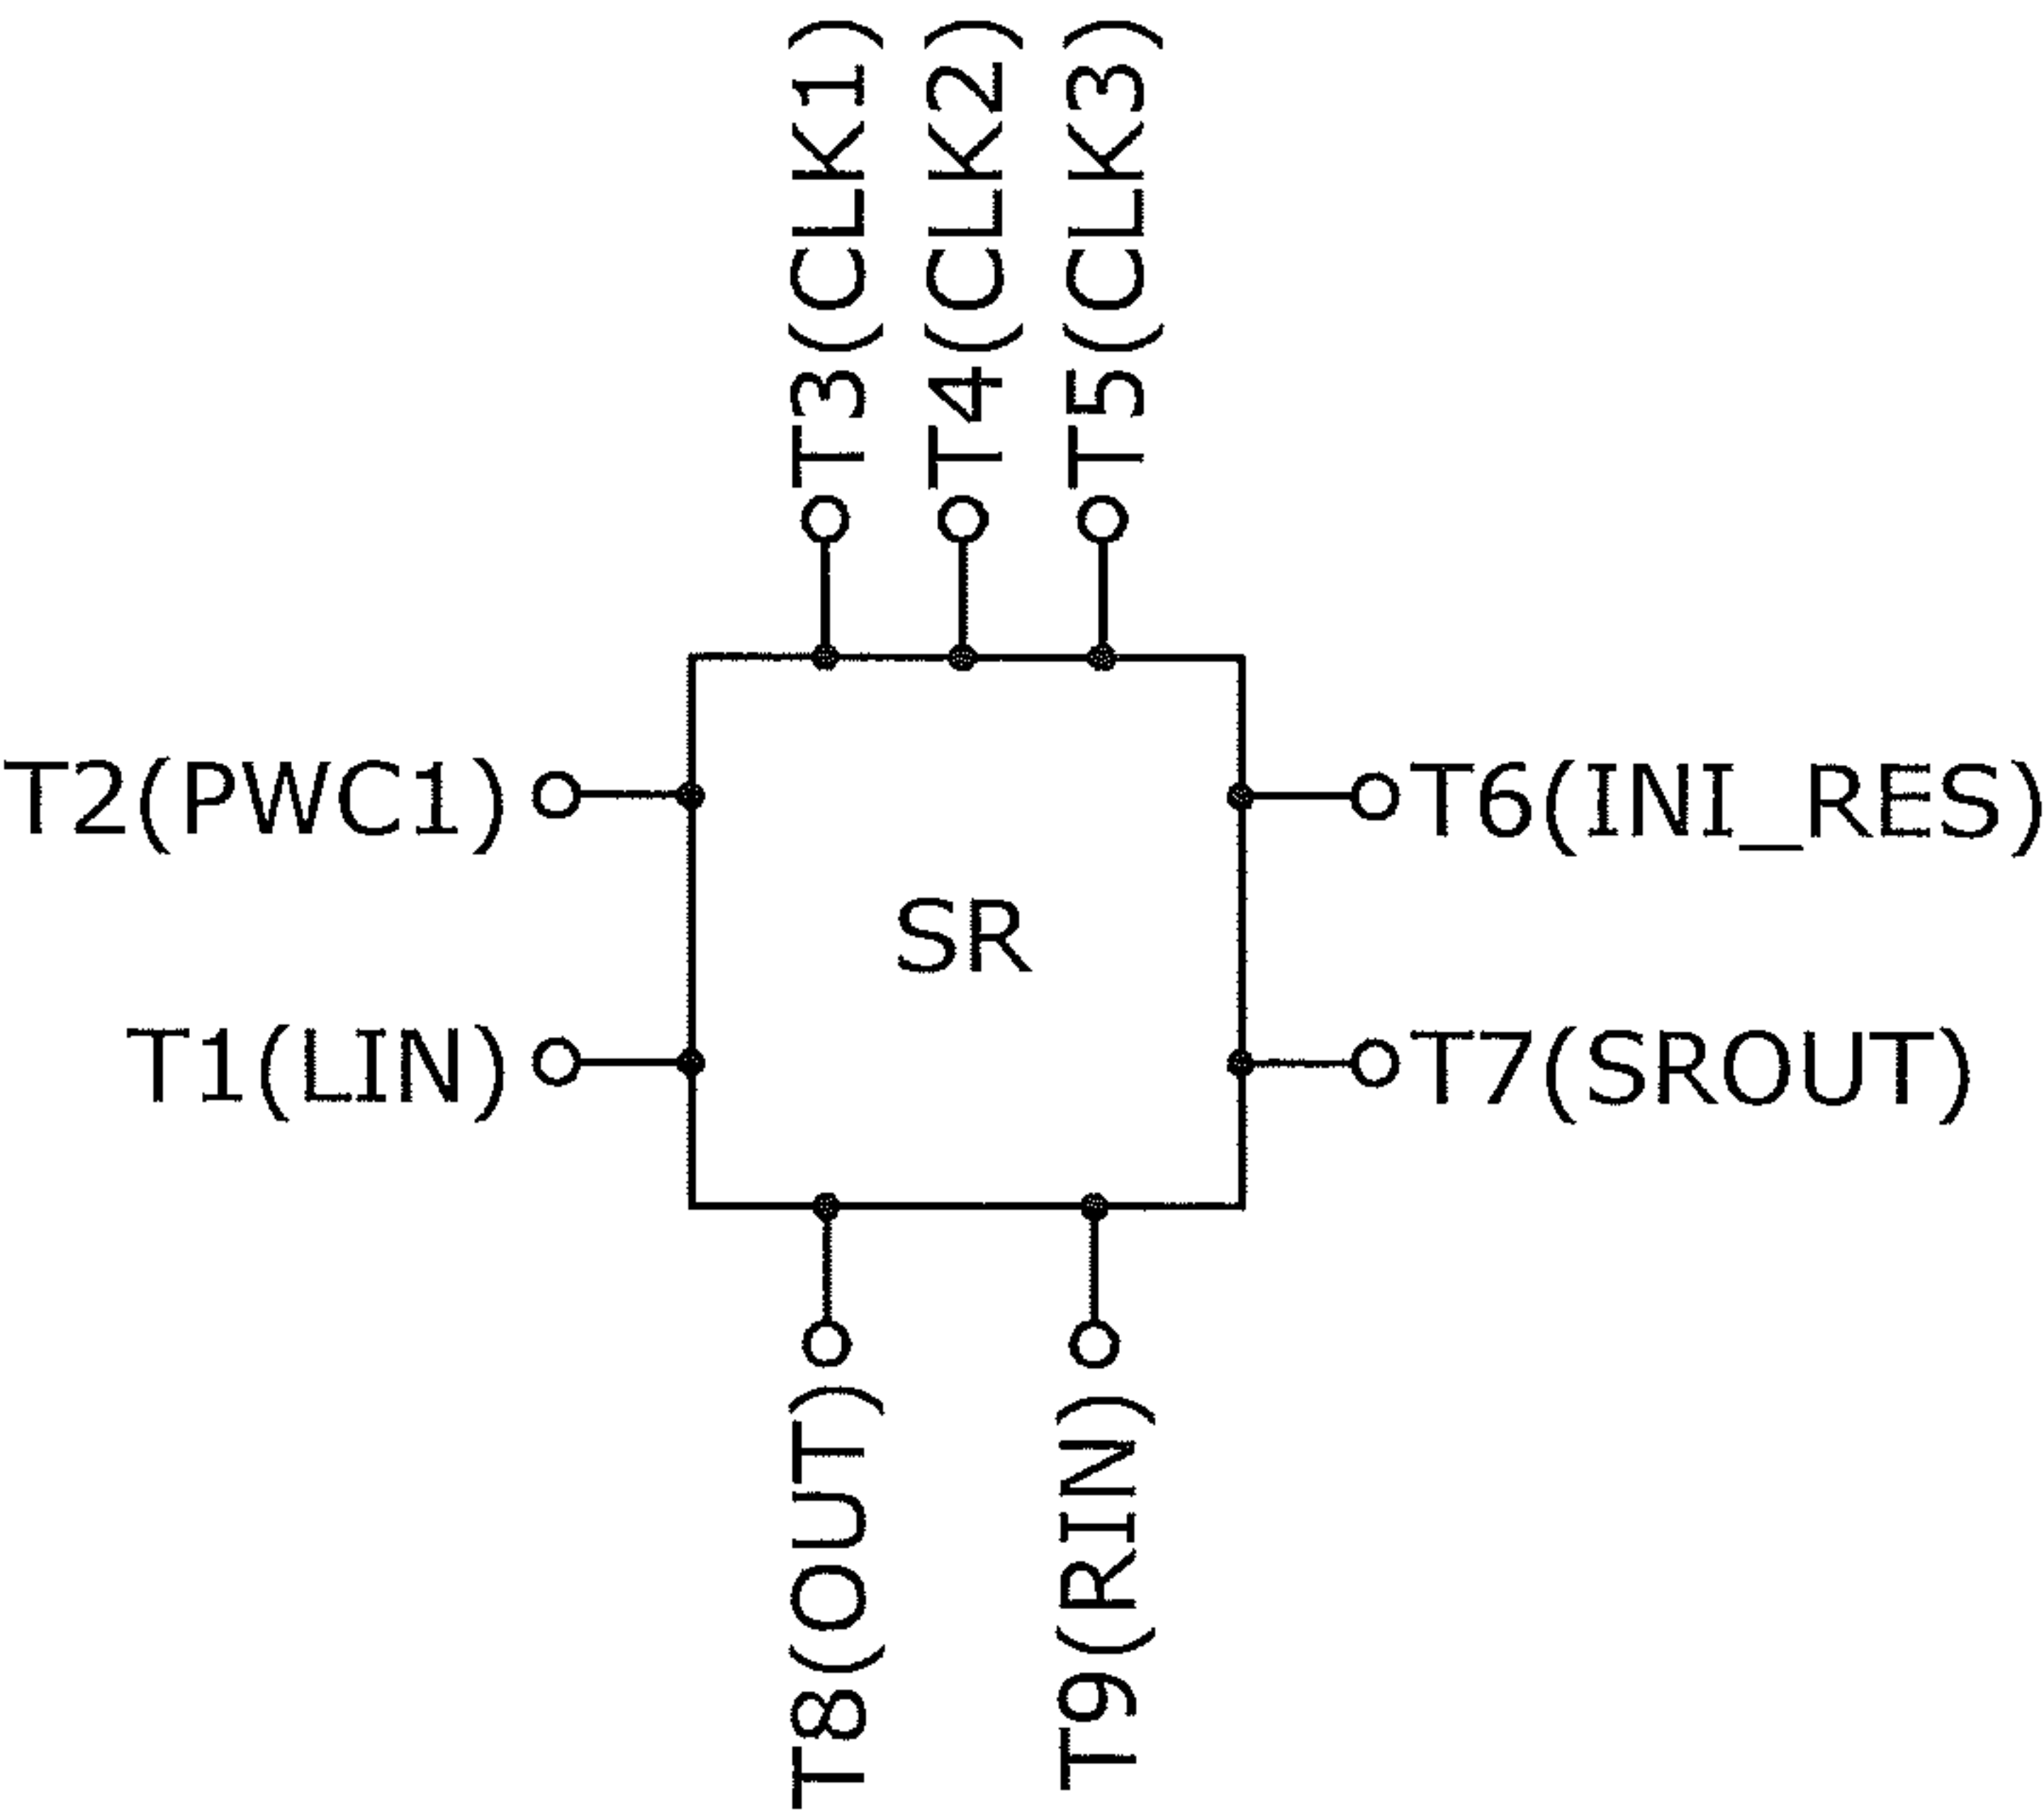 T3(CLK1)
T4(CLK2)
T5(CLK3)
T2(PWC1)
T6(INI_RES)
SR
T1(LIN)
T7(SROUT)
T8(OUT)
T9(RIN)